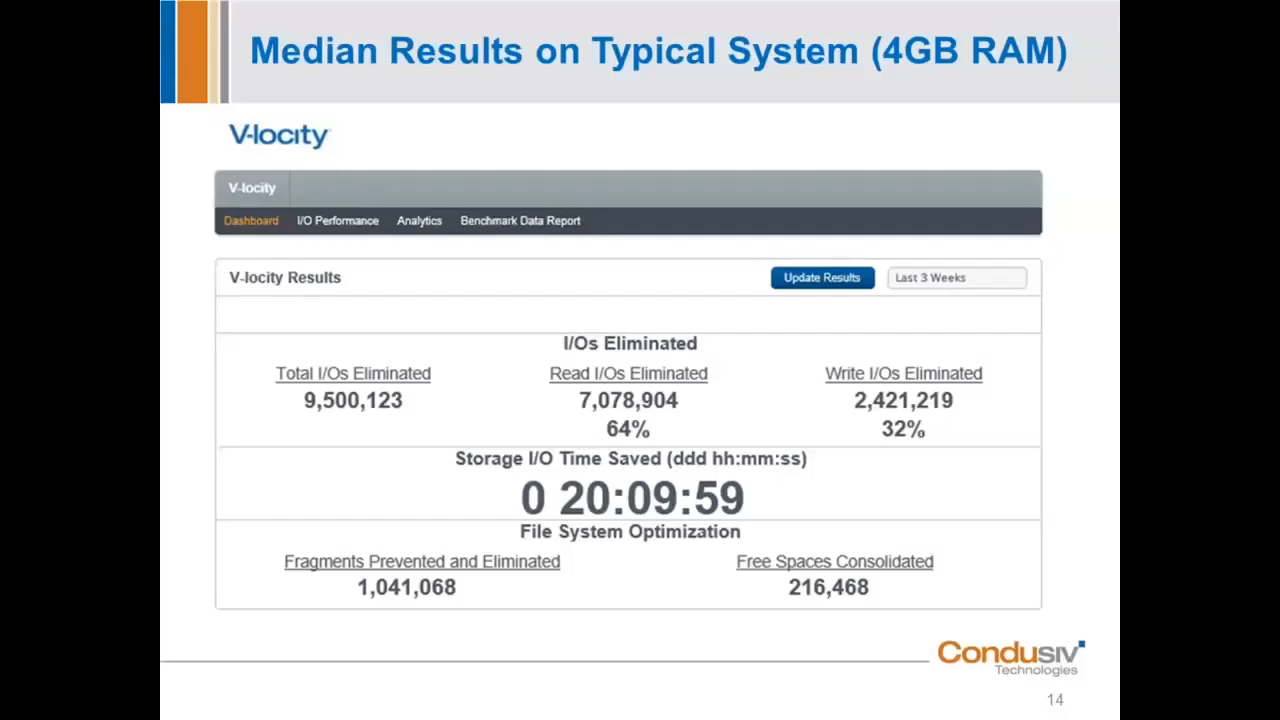 Median Results on Typical System (4GB RAM)
V-locity
V-locity
Dashboard I/O Performance Analytics Benchmark Data Report
V-locity Results Update Results Last 3 Weeks
I/Os Eliminated
Total I/Os Eliminated Read I/Os Eliminated Write I/Os Eliminated
9,500,123 7,078,904 2,421,219
64% 32%
Storage I/O Time Saved (ddd hh:mm:ss)
0 20:09:59
File System Optimization
Fragments Prevented and Eliminated Free Spaces Consolidated
1,041,068 216,468
Condusiv
Technologies
14